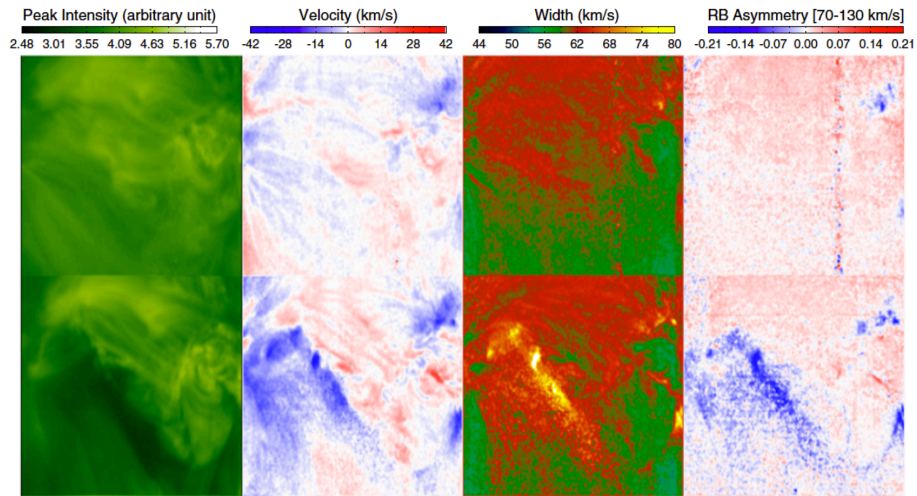 Peak Intensity (arbitrary unit) Velocity (km/s) Width (km/s) RB Asymmetry [70-130 km/s]
2.48 3.01 3.55 4.09 4.63 5.16 5.70 -42 -28 -14 0 14 28 42 44 50 56 62 68 74 80 -0.21 -0.14 -0.07 -0.00 0.07 0.14 0.21